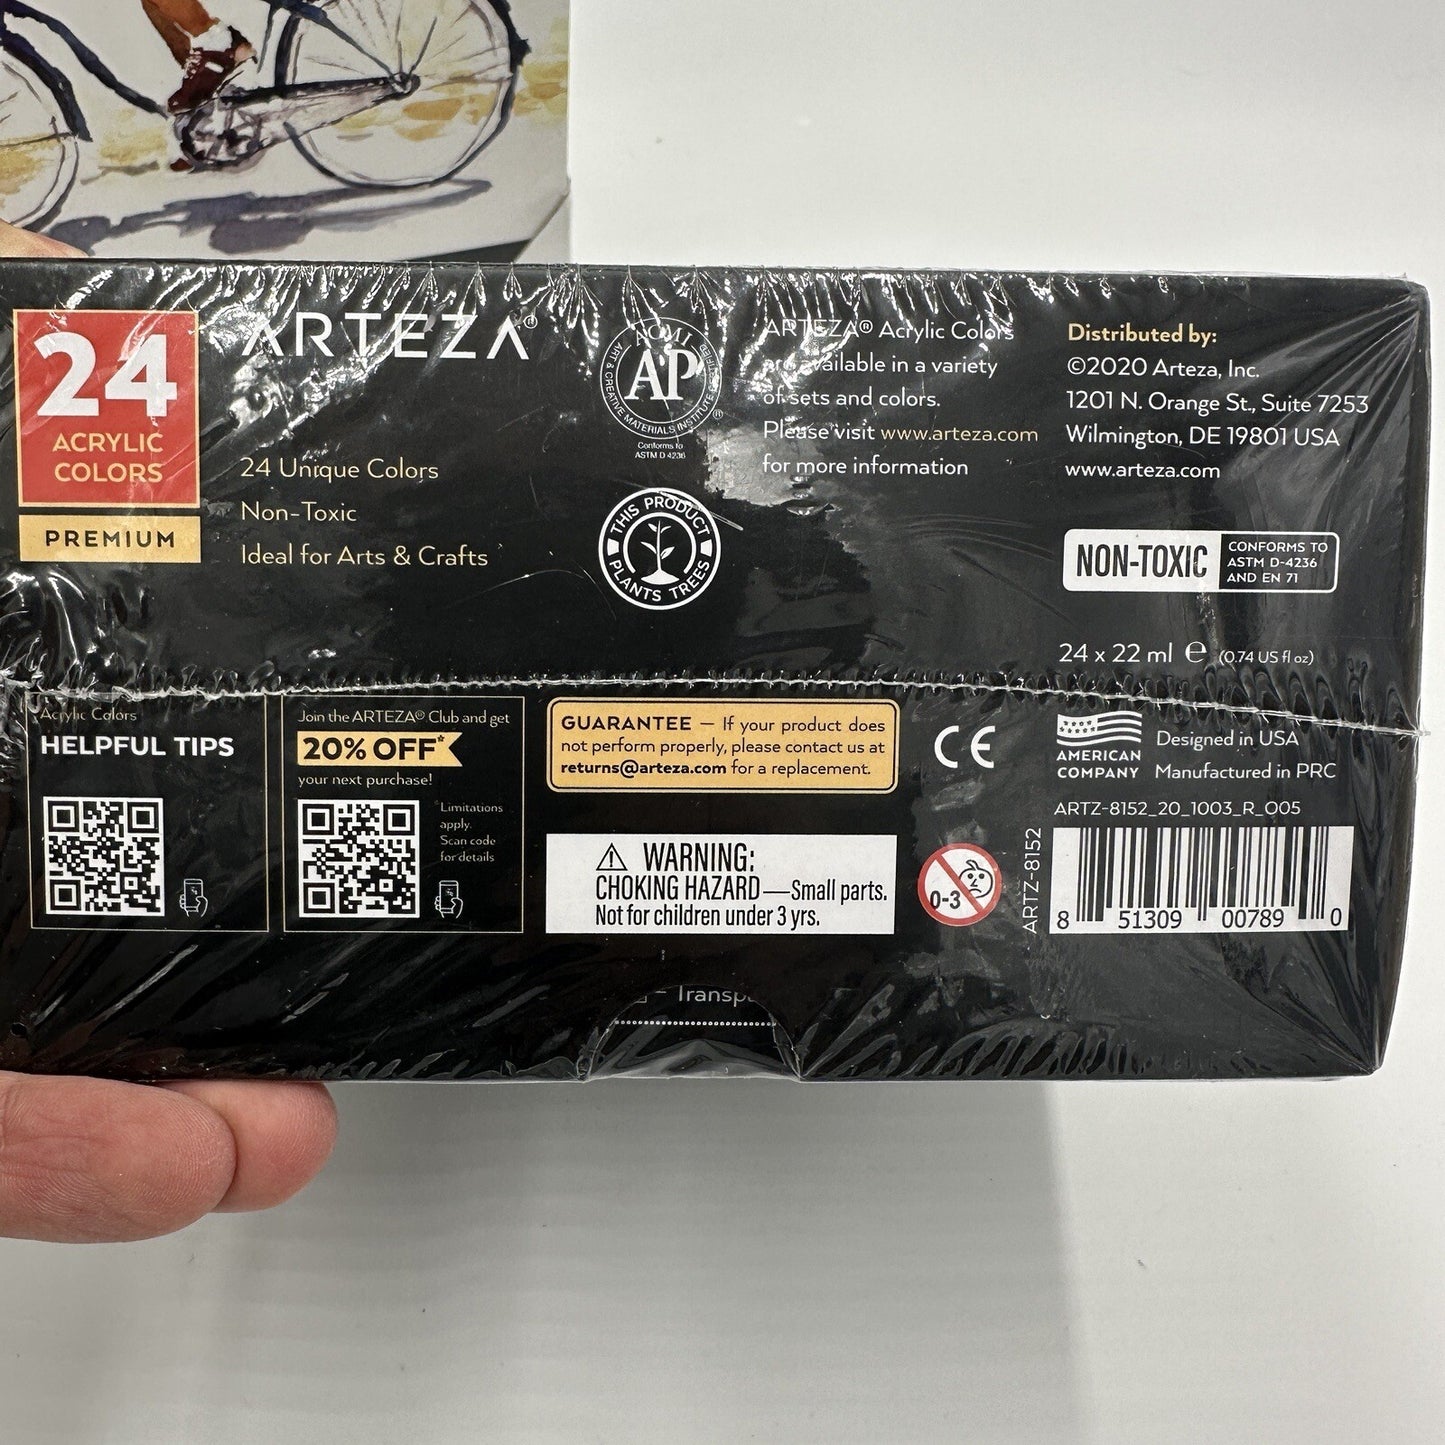 24
ACRYLIC
COLORS
PREMIUM
ARTEZA®
24 Unique Colors
Non-Toxic
Ideal for Arts & Crafts
ACMI
AP
ART & CREATIVE MATERIALS INSTITUTE CERTIFIED
®
Conforms to
ASTM D 4236
THIS PRODUCT
PLANTS TREES
ARTEZA® Acrylic Colors
are available in a variety
of sets and colors.
Please visit www.arteza.com
for more information
Distributed by:
©2020 Arteza, Inc.
1201 N. Orange St., Suite 7253
Wilmington, DE 19801 USA
www.arteza.com
NON-TOXIC
CONFORMS TO
ASTM D-4236
AND EN 71
24 x 22 ml ℮ (0.74 US fl oz)
Acrylic Colors
HELPFUL TIPS
Join the ARTEZA® Club and get
20% OFF*
your next purchase!
*Limitations
apply.
Scan code
for details
GUARANTEE — If your product does
not perform properly, please contact us at
returns@arteza.com for a replacement.
WARNING:
CHOKING HAZARD—Small parts.
Not for children under 3 yrs.
CE
0-3
AMERICAN
COMPANY
Designed in USA
Manufactured in PRC
ARTZ-8152_20_1003_R_O05
ARTZ-8152
8 51309 00789 0